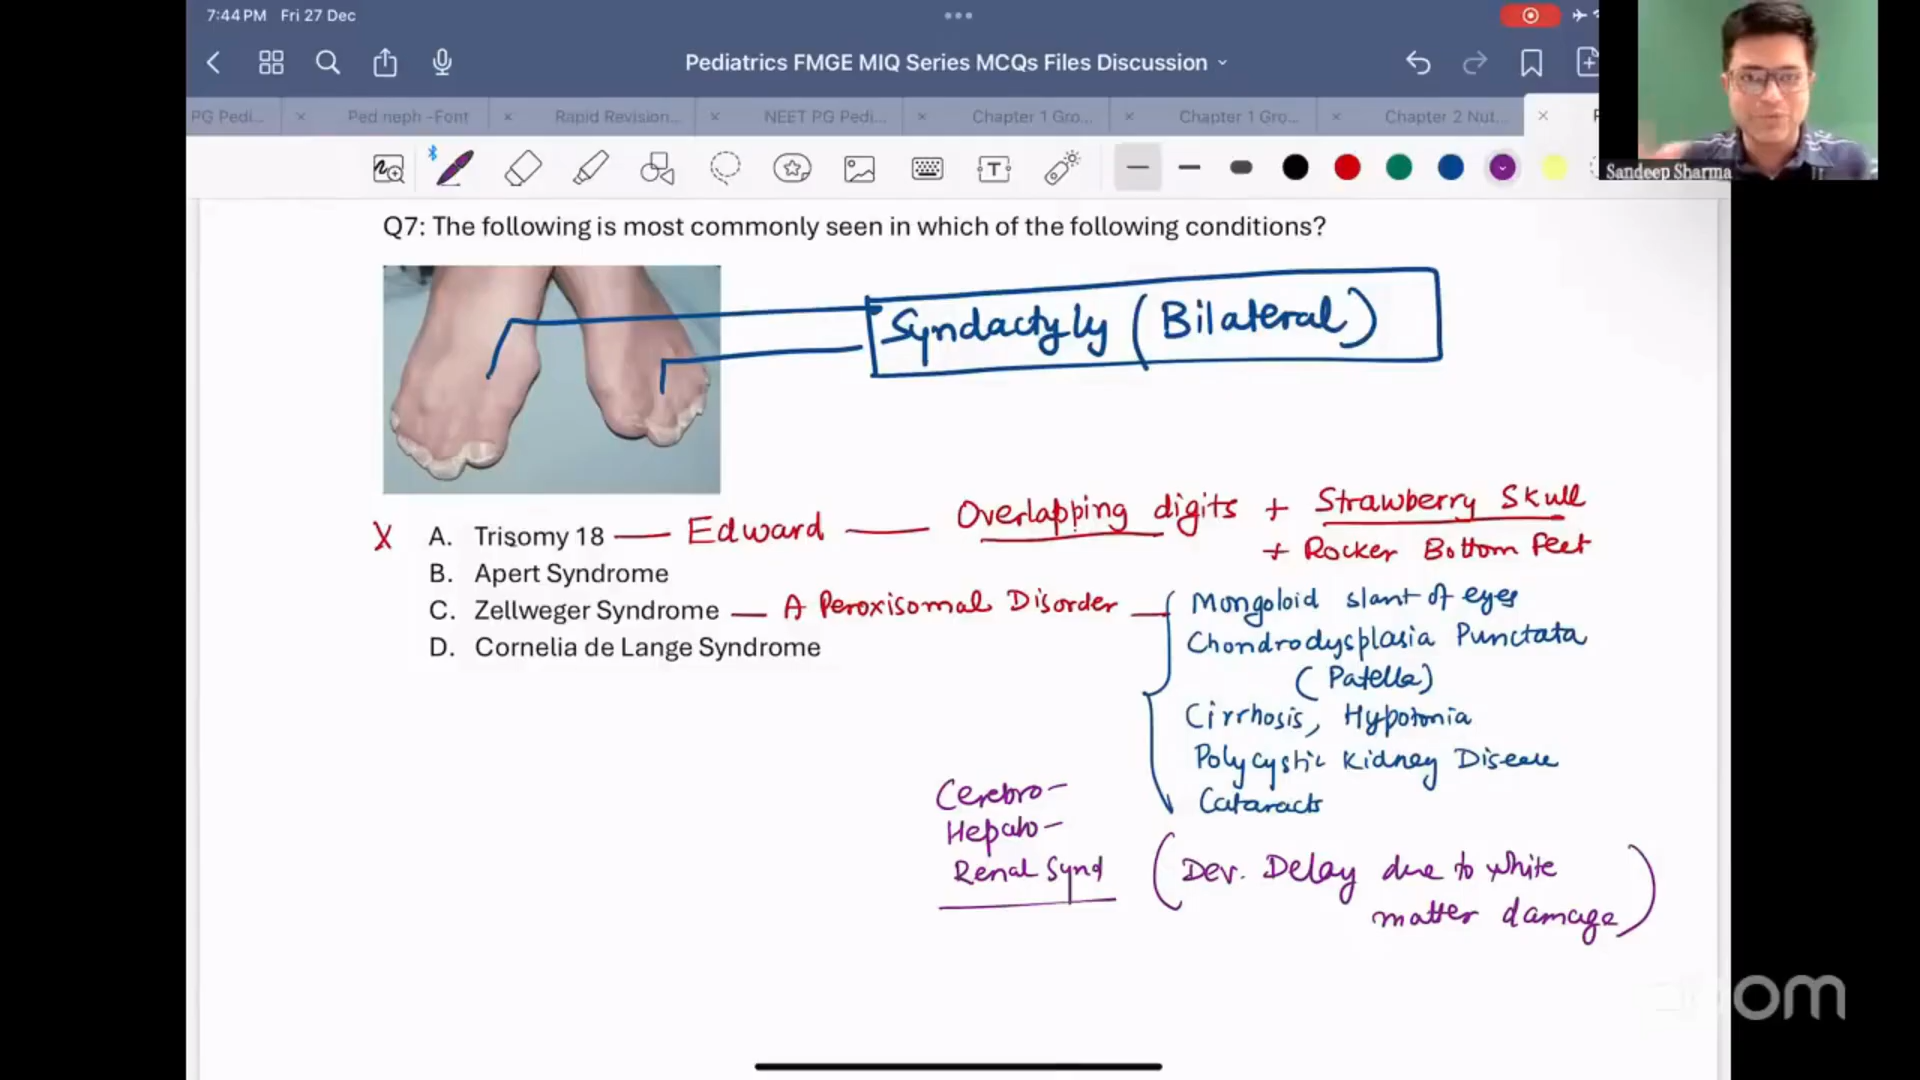 7:44 PM Fri 27 Dec
Pediatrics FMGE MIQ Series MCQs Files Discussion
PG Pedi...
Ped neph -Font
Rapid Revision...
NEET PG Pedi...
Chapter 1 Gro...
Chapter 1 Gro...
Chapter 2 Nut...
Sandeep Sharma
Q7: The following is most commonly seen in which of the following conditions?
Syndactyly (Bilateral)
X A. Trisomy 18 — Edward — Overlapping digits + Strawberry Skull
+ Rocker Bottom Feet
B. Apert Syndrome
C. Zellweger Syndrome — A Peroxisomal Disorder — Mongoloid slant of eyes
Chondrodysplasia Punctata
(Patella)
D. Cornelia de Lange Syndrome
Cirrhosis, Hypotonia
Polycystic Kidney Disease
Cataracts
Cerebro-
Hepato-
Renal Synd
(Dev. Delay due to white
matter damage)